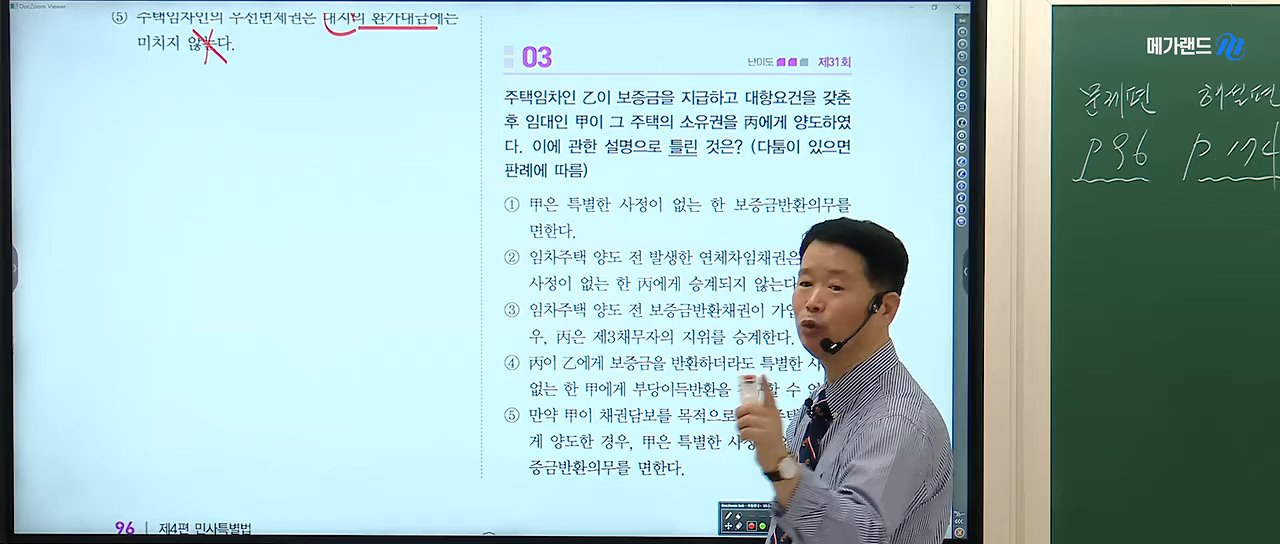 DocZoom Viewer
⑤ 주택임차인의 우선변제권은 대지의 환가대금에는
미치지 않는다.
03
난이도 제31회
주택임차인 乙이 보증금을 지급하고 대항요건을 갖춘
후 임대인 甲이 그 주택의 소유권을 丙에게 양도하였
다. 이에 관한 설명으로 틀린 것은? (다툼이 있으면
판례에 따름)
① 甲은 특별한 사정이 없는 한 보증금반환의무를
면한다.
② 임차주택 양도 전 발생한 연체차임채권은
사정이 없는 한 丙에게 승계되지 않는다
③ 임차주택 양도 전 보증금반환채권이 가압
우, 丙은 제3채무자의 지위를 승계한다.
④ 丙이 乙에게 보증금을 반환하더라도 특별한 사
없는 한 甲에게 부당이득반환을 할 수 없
⑤ 만약 甲이 채권담보를 목적으로 주택
게 양도한 경우, 甲은 특별한 사정
증금반환의무를 면한다.
96 제4편 민사특별법
메가랜드
문제편 해설편
P 96 P. 174